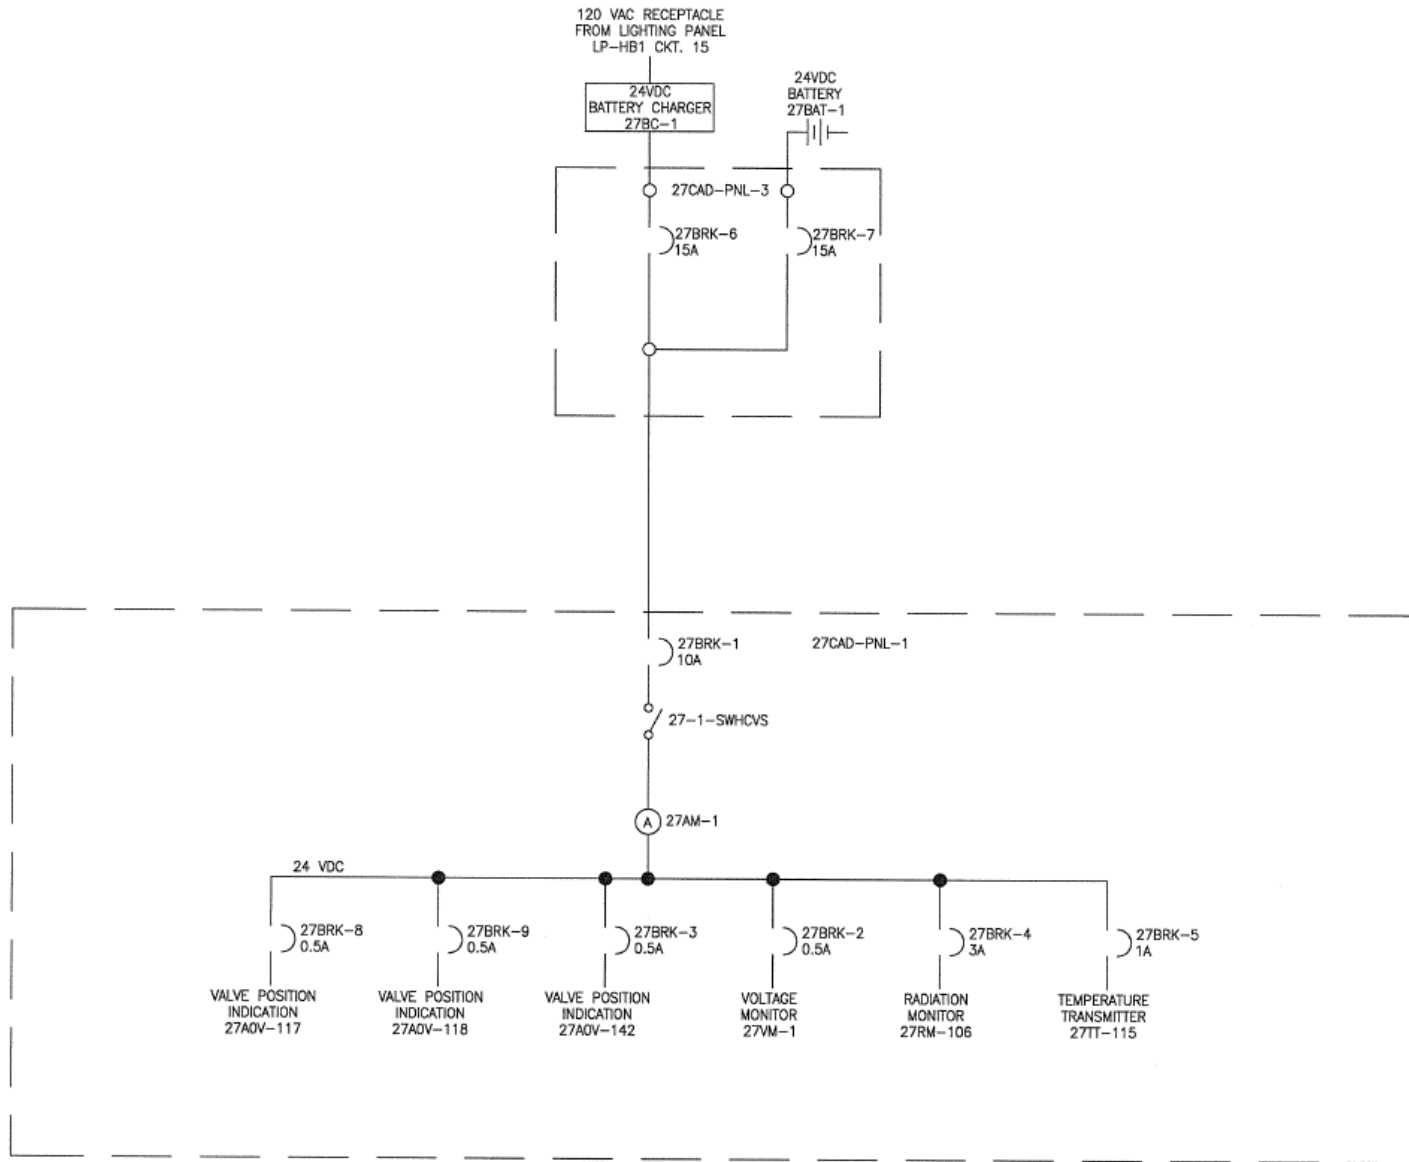 120 VAC RECEPTACLE
FROM LIGHTING PANEL
LP-HB1 CKT. 15
24VDC
BATTERY CHARGER
27BC-1
24VDC
BATTERY
27BAT-1
27CAD-PNL-3
27BRK-6
15A
27BRK-7
15A
27BRK-1
10A
27CAD-PNL-1
27-1-SWHCVS
A
27AM-1
24 VDC
27BRK-8
0.5A
27BRK-9
0.5A
27BRK-3
0.5A
27BRK-2
0.5A
27BRK-4
3A
27BRK-5
1A
VALVE POSITION
INDICATION
27AOV-117
VALVE POSITION
INDICATION
27AOV-118
VALVE POSITION
INDICATION
27AOV-142
VOLTAGE
MONITOR
27VM-1
RADIATION
MONITOR
27RM-106
TEMPERATURE
TRANSMITTER
27TT-115